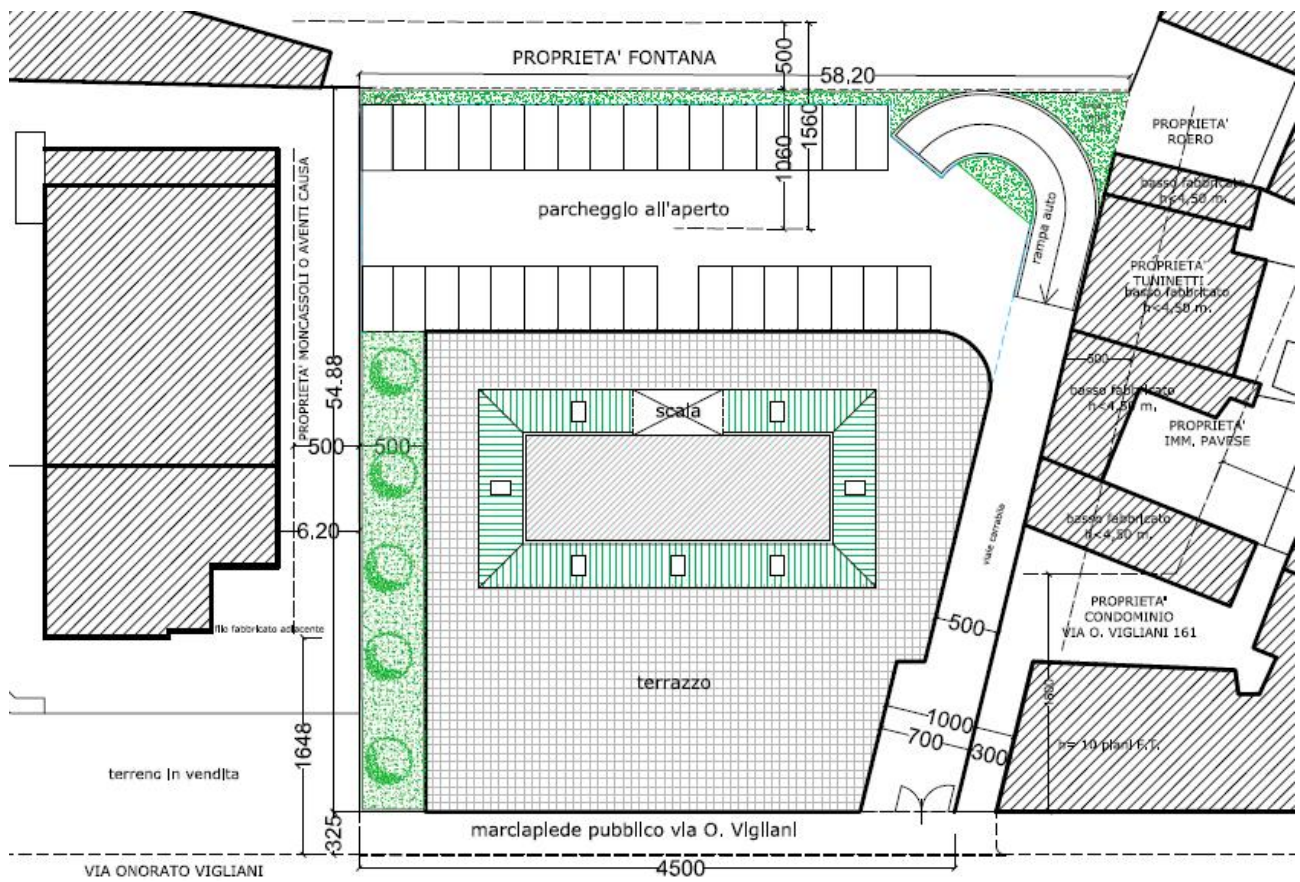 PROPRIETA' FONTANA
500
58,20
1560
1060
PROPRIETA'
ROERO
basso fabbricato
h<4,50 m.
PROPRIETA' MONCASSOLI O AVENTI CAUSA
parcheggio all'aperto
rampa auto
PROPRIETA'
TUNINETTI
basso fabbricato
h<4,50 m.
500
54.88
scala
basso fabbricato
h<4,50 m.
PROPRIETA'
IMM. PAVESE
500
500
6,20
viale carrabile
basso fabbricato
h<4,50 m.
PROPRIETA'
CONDOMINIO
VIA O. VIGLIANI 161
filo fabbricato adiacente
500
terrazzo
1000
700
300
h= 10 piani F.T.
1648
terreno in vendita
325
marciapiede pubblico via O. Vigliani
VIA ONORATO VIGLIANI
4500